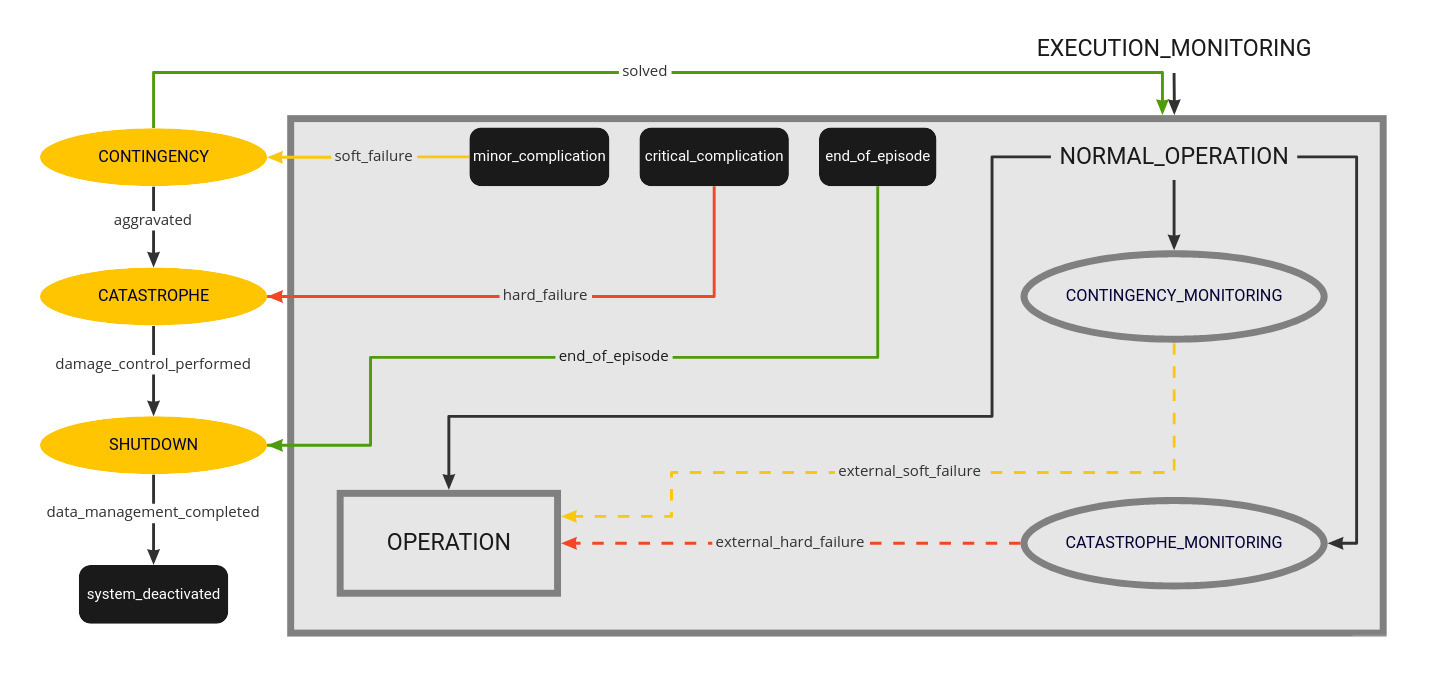 EXECUTION_MONITORING
solved
CONTINGENCY
soft_failure
minor_complication
critical_complication
end_of_episode
NORMAL_OPERATION
aggravated
CATASTROPHE
hard_failure
CONTINGENCY_MONITORING
damage_control_performed
end_of_episode
SHUTDOWN
external_soft_failure
data_management_completed
OPERATION
external_hard_failure
CATASTROPHE_MONITORING
system_deactivated